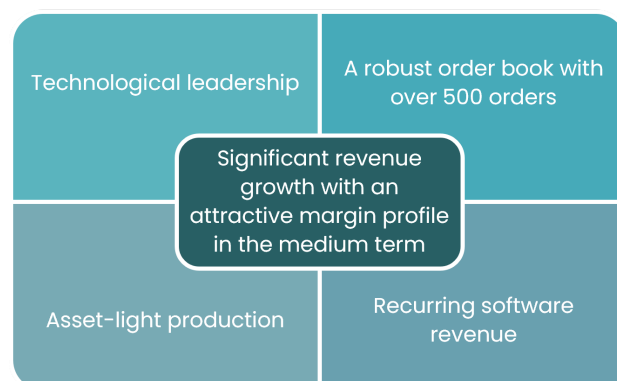 Technological leadership
A robust order book with
over 500 orders
Significant revenue
growth with an
attractive margin profile
in the medium term
Asset-light production
Recurring software
revenue